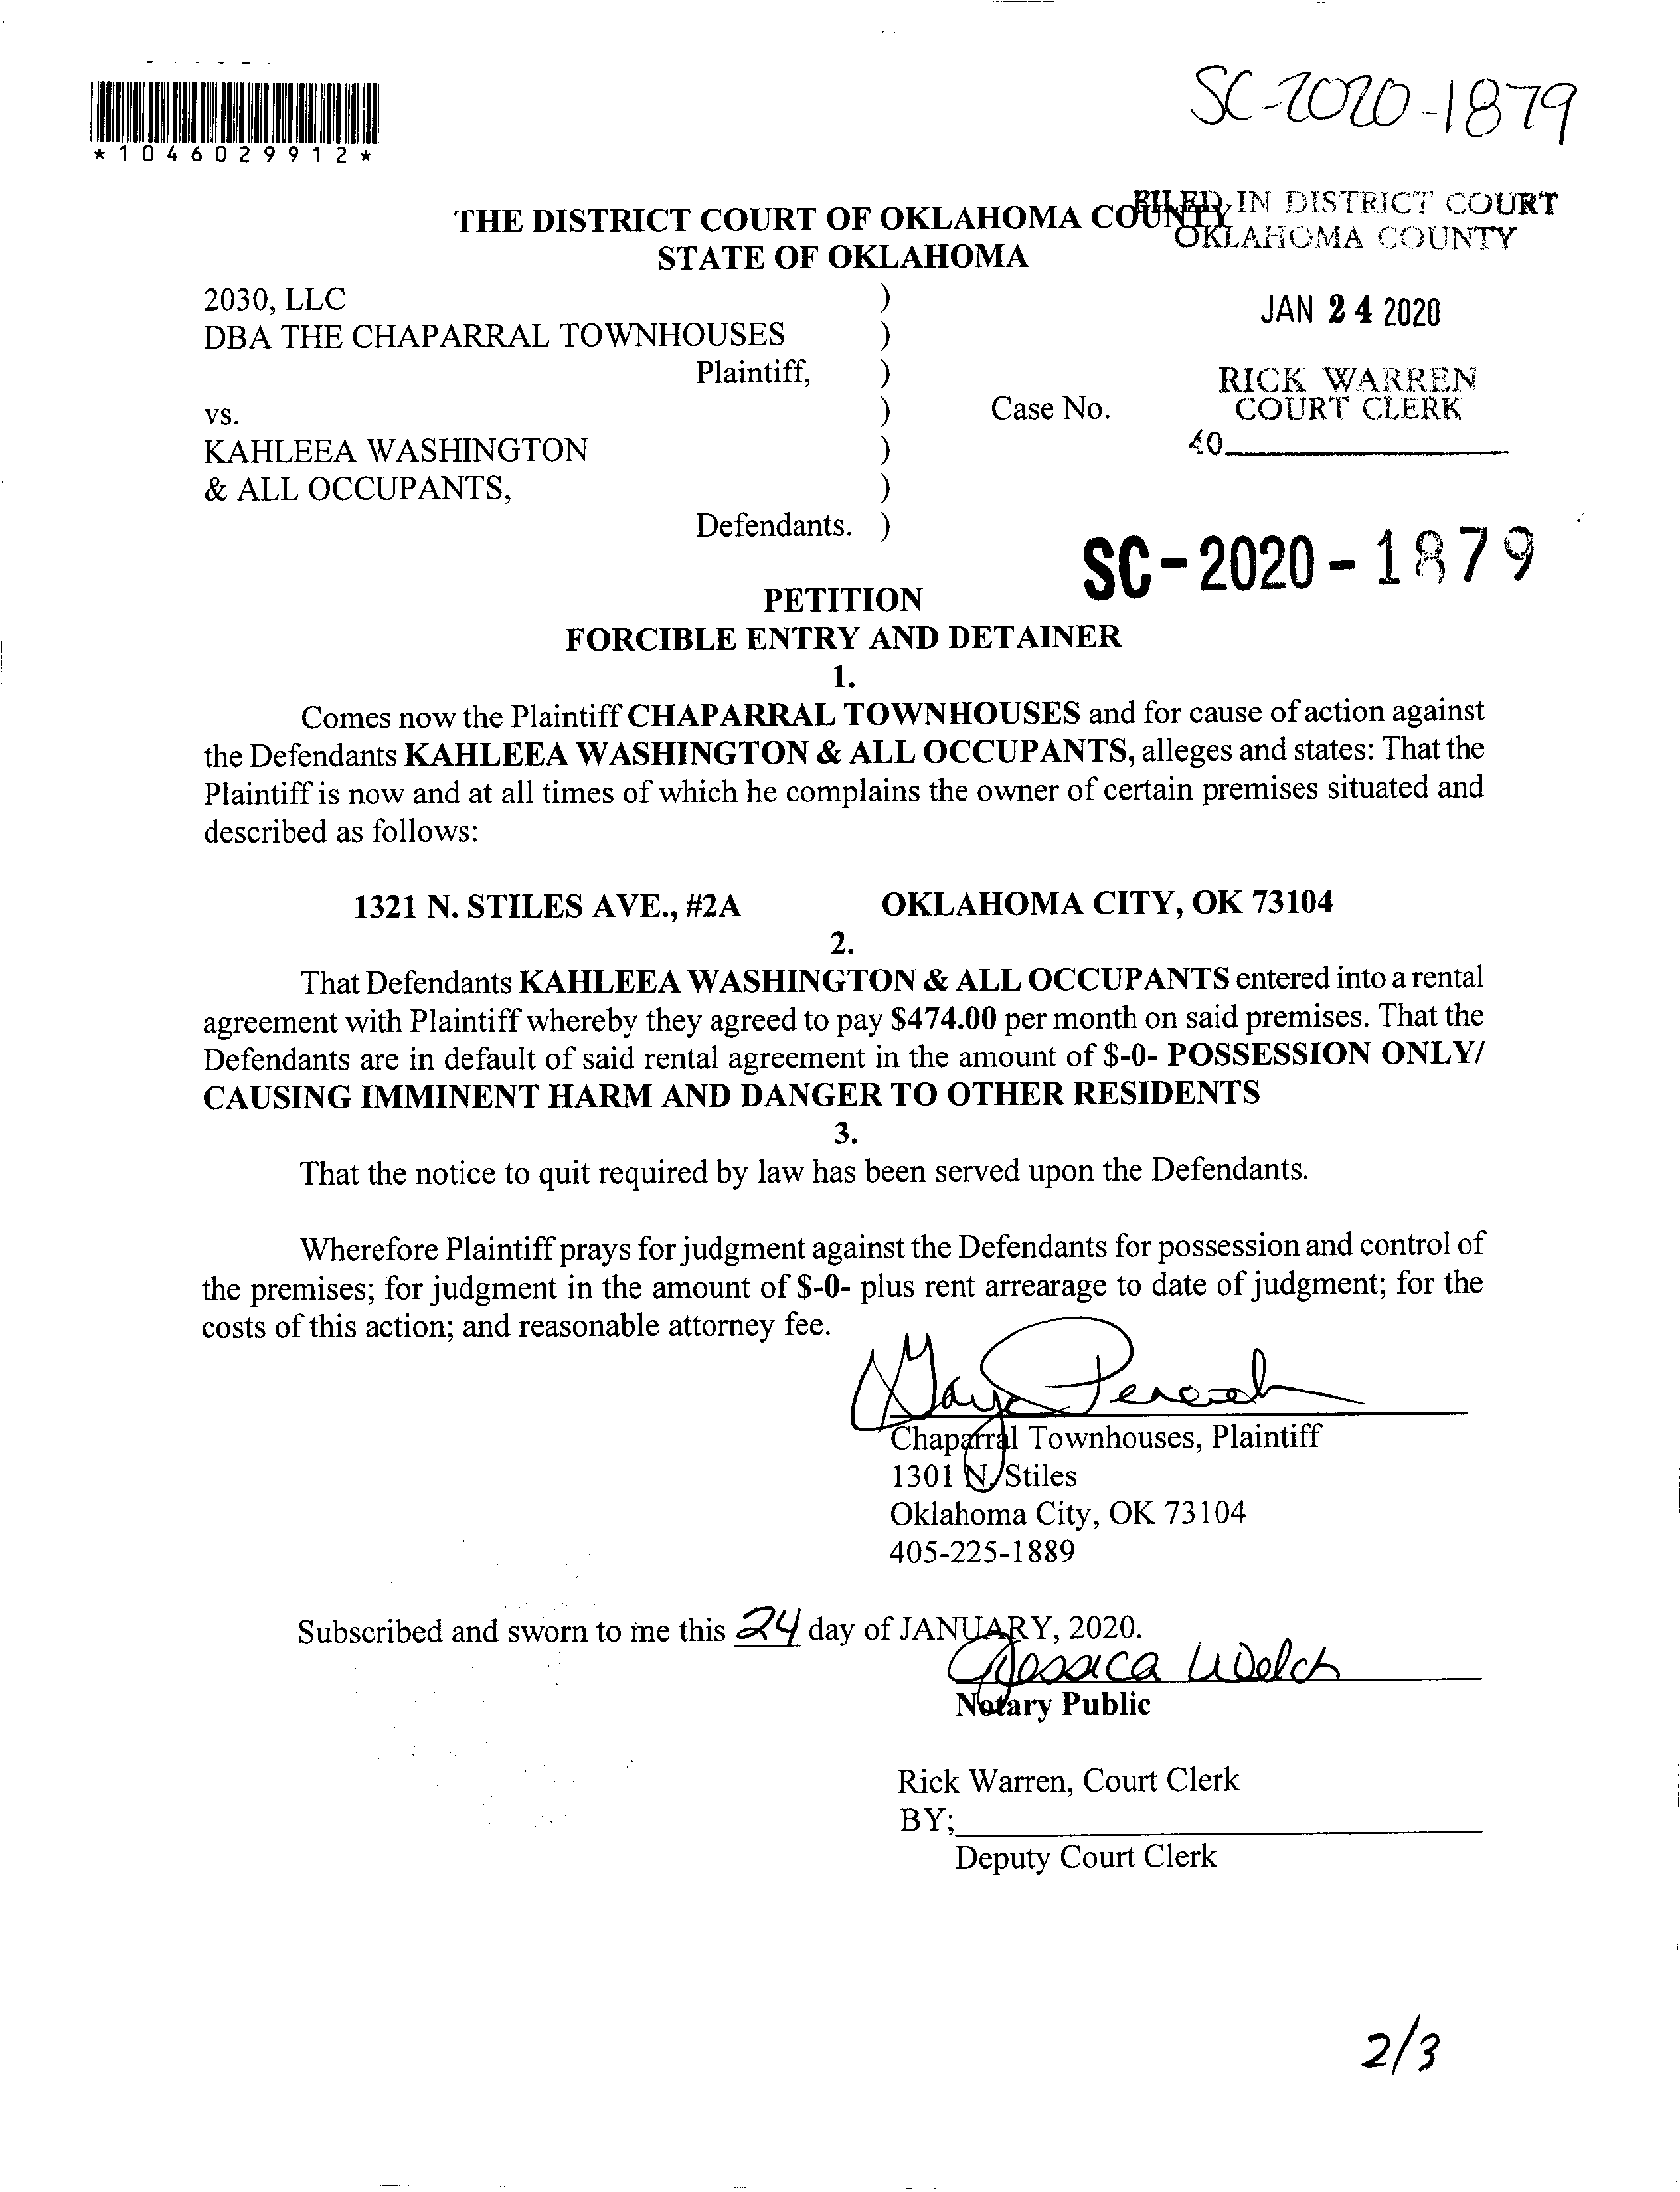 SC-2020-1879
*1046029912*
FILED IN DISTRICT COURT
OKLAHOMA COUNTY
THE DISTRICT COURT OF OKLAHOMA COUNTY
STATE OF OKLAHOMA
2030, LLC )
JAN 24 2020
DBA THE CHAPARRAL TOWNHOUSES )
Plaintiff, )
RICK WARREN
COURT CLERK
vs. ) Case No.
40
KAHLEEA WASHINGTON )
& ALL OCCUPANTS, )
Defendants. )
SC-2020-1879
PETITION
FORCIBLE ENTRY AND DETAINER
1.
Comes now the Plaintiff CHAPARRAL TOWNHOUSES and for cause of action against
the Defendants KAHLEEA WASHINGTON & ALL OCCUPANTS, alleges and states: That the
Plaintiff is now and at all times of which he complains the owner of certain premises situated and
described as follows:
1321 N. STILES AVE., #2A OKLAHOMA CITY, OK 73104
2.
That Defendants KAHLEEA WASHINGTON & ALL OCCUPANTS entered into a rental
agreement with Plaintiff whereby they agreed to pay $474.00 per month on said premises. That the
Defendants are in default of said rental agreement in the amount of $-0- POSSESSION ONLY/
CAUSING IMMINENT HARM AND DANGER TO OTHER RESIDENTS
3.
That the notice to quit required by law has been served upon the Defendants.
Wherefore Plaintiff prays for judgment against the Defendants for possession and control of
the premises; for judgment in the amount of $-0- plus rent arrearage to date of judgment; for the
costs of this action; and reasonable attorney fee.
Chaparral Townhouses, Plaintiff
1301 N. Stiles
Oklahoma City, OK 73104
405-225-1889
Subscribed and sworn to me this 24 day of JANUARY, 2020.
Jessica Welch
Notary Public
Rick Warren, Court Clerk
BY;
Deputy Court Clerk
2/3